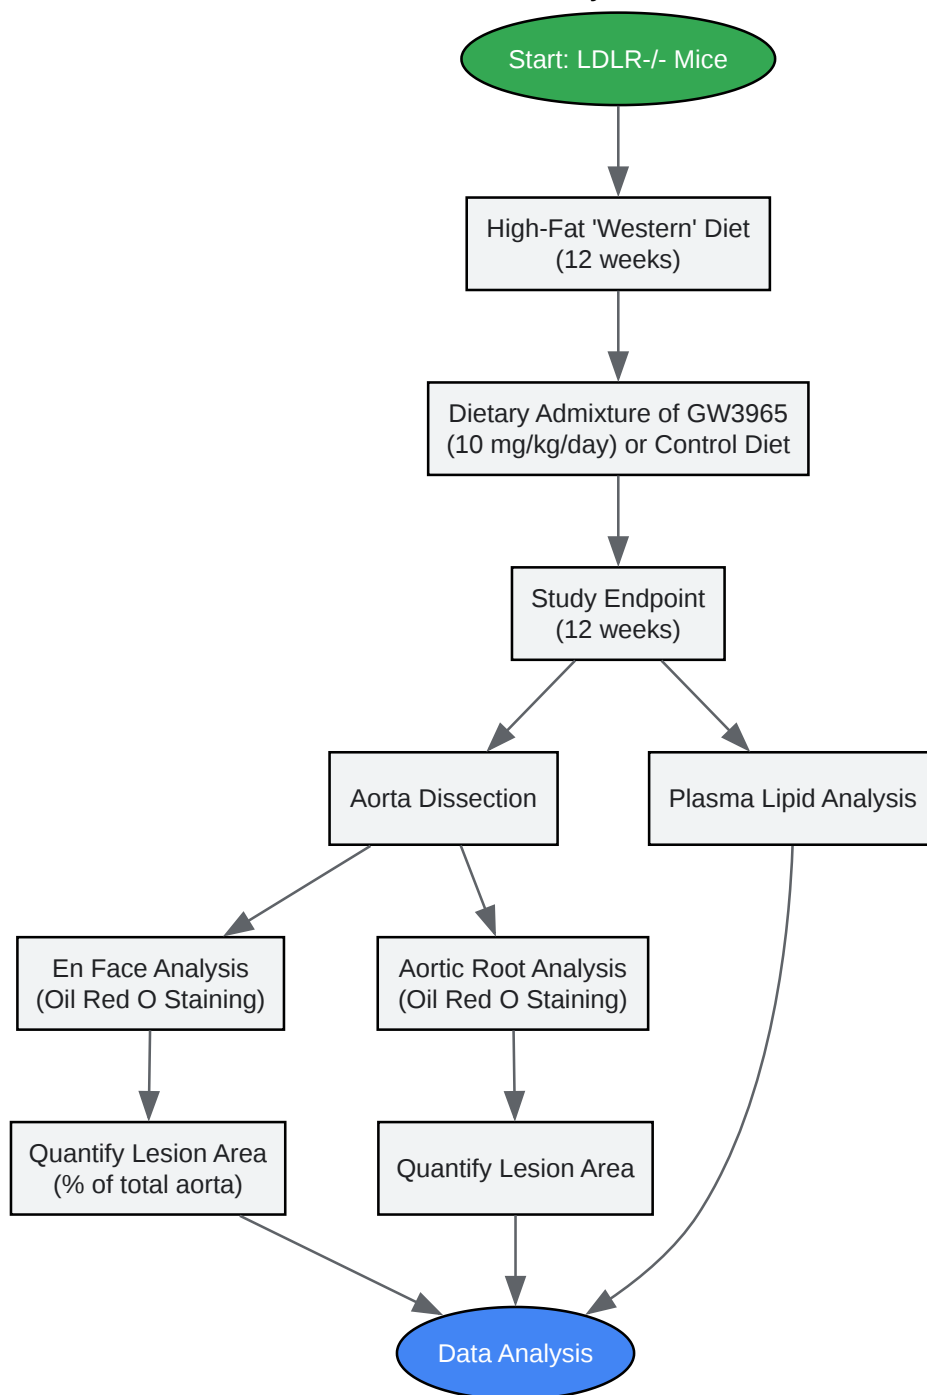 Start: LDLR-/- Mice
High-Fat 'Western' Diet
(12 weeks)
Dietary Admixture of GW3965
(10 mg/kg/day) or Control Diet
Study Endpoint
(12 weeks)
Aorta Dissection
Plasma Lipid Analysis
En Face Analysis
(Oil Red O Staining)
Aortic Root Analysis
(Oil Red O Staining)
Quantify Lesion Area
(% of total aorta)
Quantify Lesion Area
Data Analysis